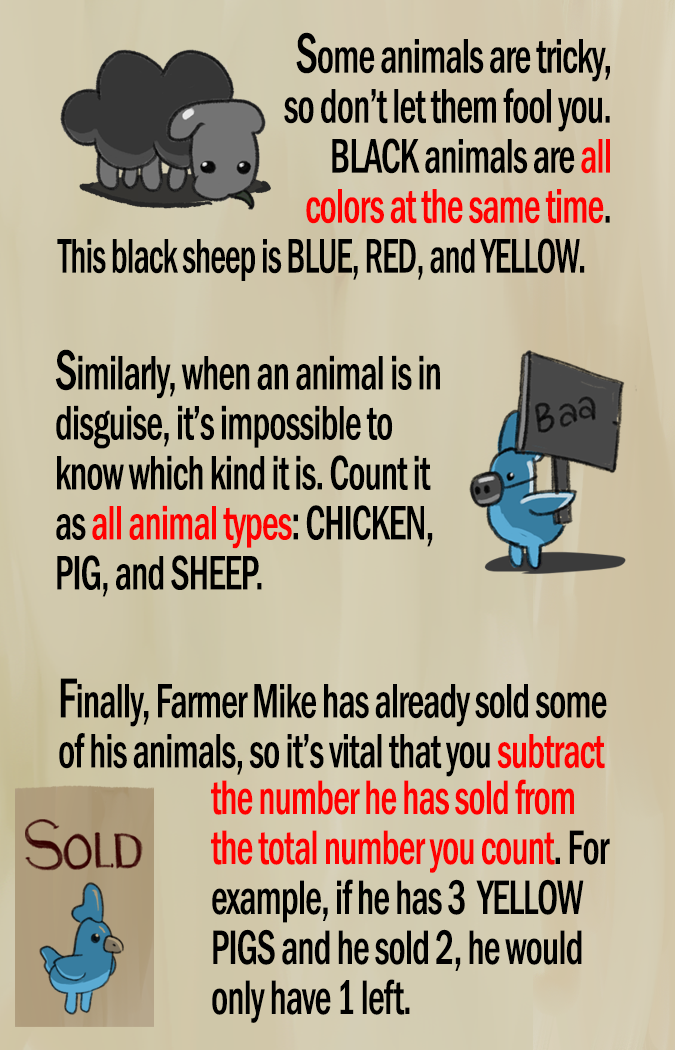 Some animals are tricky,
so don't let them fool you.
BLACK animals are all
colors at the same time.
This black sheep is BLUE, RED, and YELLOW.
Similarly, when an animal is in
disguise, it's impossible to
know which kind it is. Count it
as all animal types: CHICKEN,
PIG, and SHEEP.
Baa
Finally, Farmer Mike has already sold some
of his animals, so it's vital that you subtract
the number he has sold from
the total number you count. For
example, if he has 3 YELLOW
PIGS and he sold 2, he would
only have 1 left.
SOLD